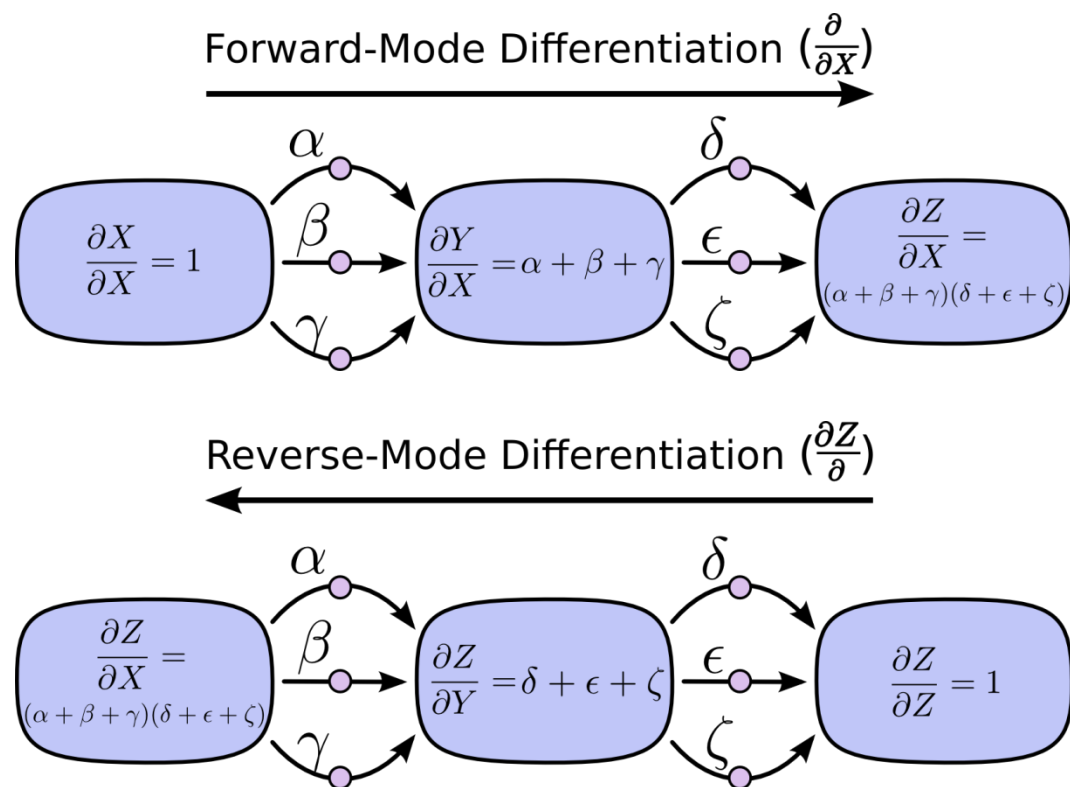 Forward-Mode Differentiation (∂/∂X)
α
δ
β
ϵ
γ
ζ
∂X/∂X = 1
∂Y/∂X = α + β + γ
∂Z/∂X =
(α + β + γ)(δ + ϵ + ζ)
Reverse-Mode Differentiation (∂Z/∂)
α
δ
β
ϵ
γ
ζ
∂Z/∂X =
(α + β + γ)(δ + ϵ + ζ)
∂Z/∂Y = δ + ϵ + ζ
∂Z/∂Z = 1